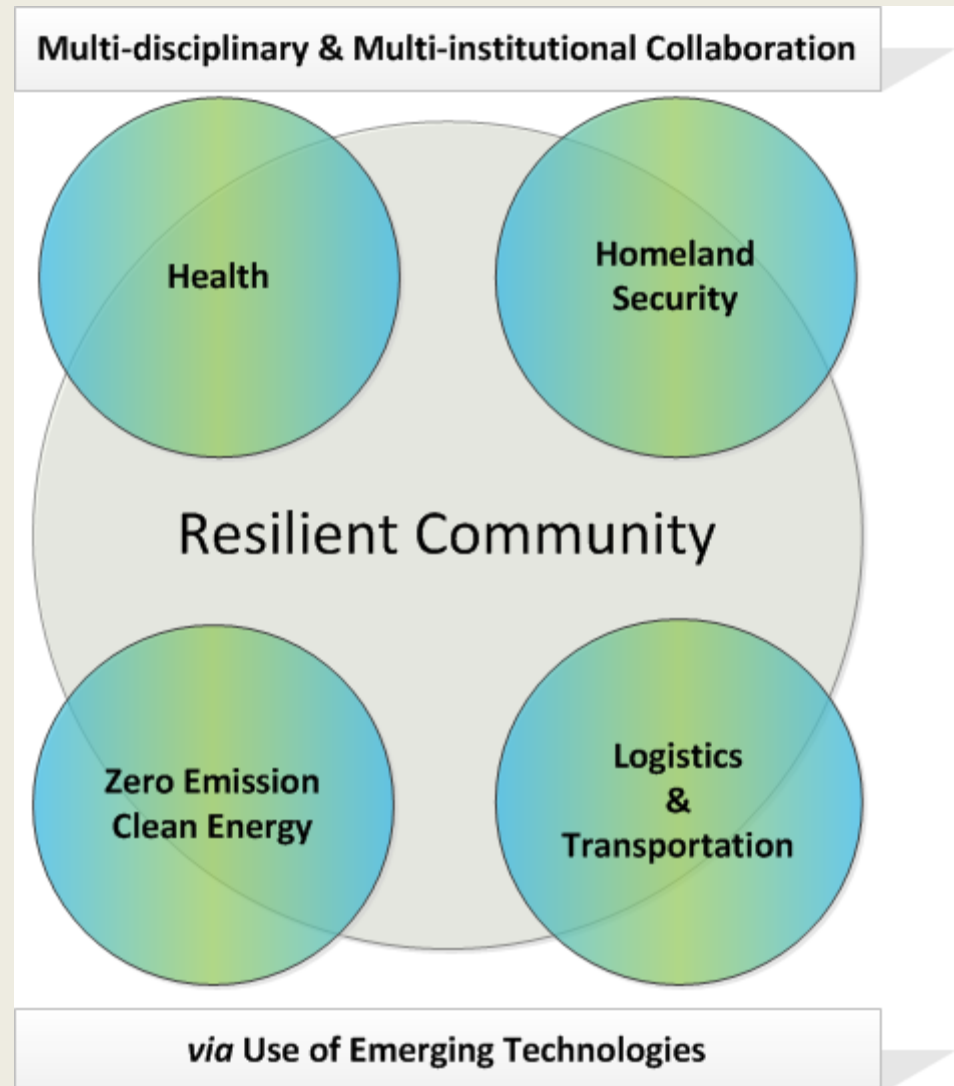 Multi-disciplinary & Multi-institutional Collaboration
Health
Homeland
Security
Resilient Community
Zero Emission
Clean Energy
Logistics
&
Transportation
via Use of Emerging Technologies